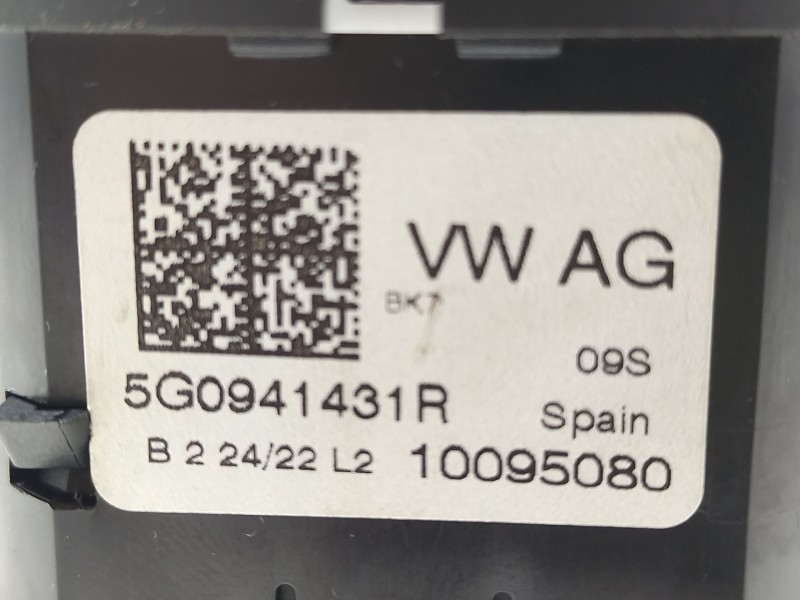 VW AG
BK7
09S
5G0941431R
Spain
B 2 24/22 L2 10095080